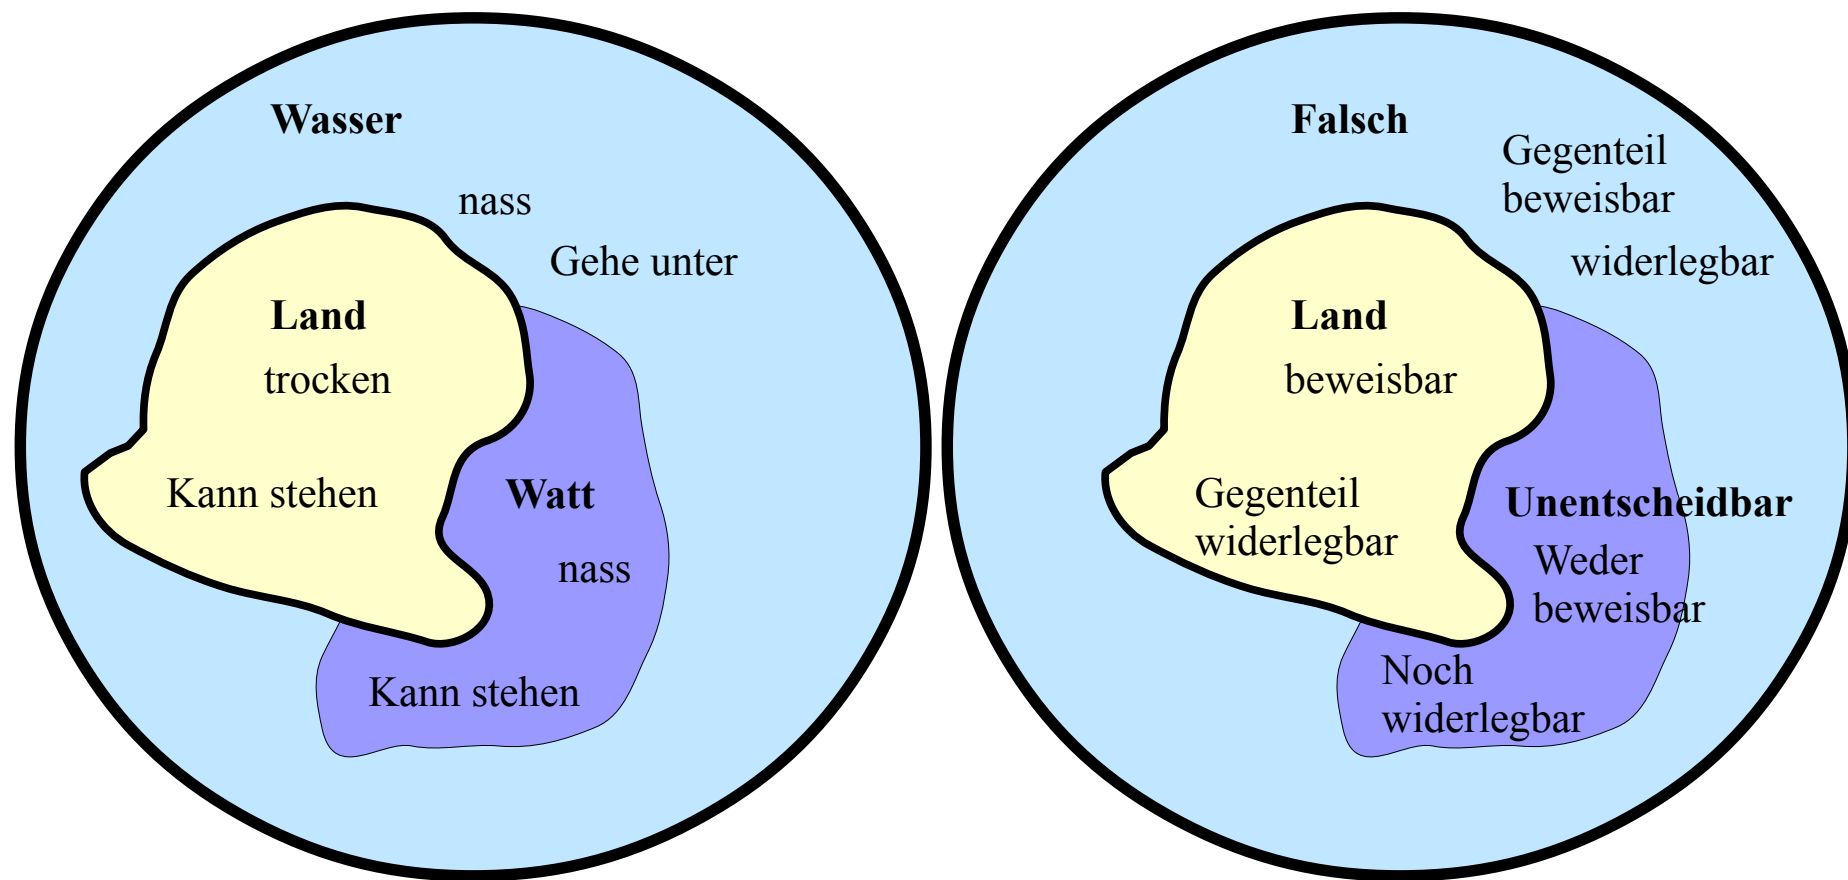 Wasser
nass
Gehe unter
Land
trocken
Kann stehen
Watt
nass
Kann stehen
Falsch
Gegenteil
beweisbar
widerlegbar
Land
beweisbar
Gegenteil
widerlegbar
Unentscheidbar
Weder
beweisbar
Noch
widerlegbar